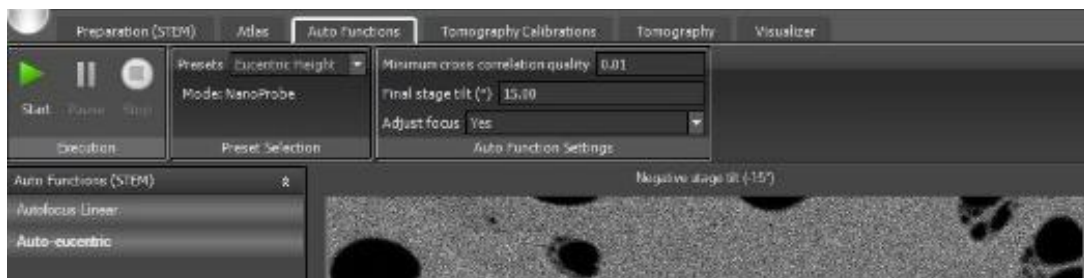 Preparation (STEM) Atlas Auto Functions Tomography Calibrations Tomography Visualizer
Presets Eucentric Height Minimum cross correlation quality 0.01
Mode: NanoProbe Final stage tilt (°) 15.00
Start Pause Stop Adjust focus Yes
Execution Preset Selection Auto Function Settings
Auto Functions (STEM) Negative stage tilt (-15°)
Autofocus Linear
Auto-eucentric